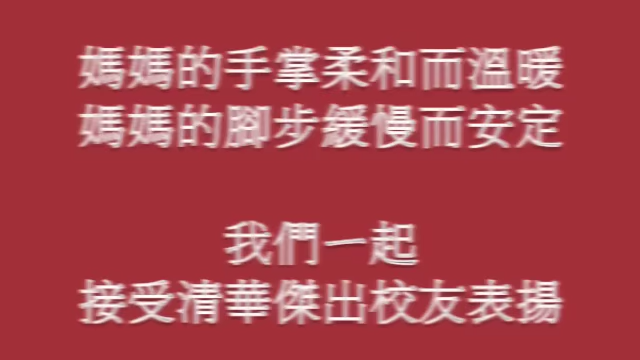 媽媽的手掌柔和而溫暖
媽媽的腳步緩慢而安定
我們一起
接受清華傑出校友表揚